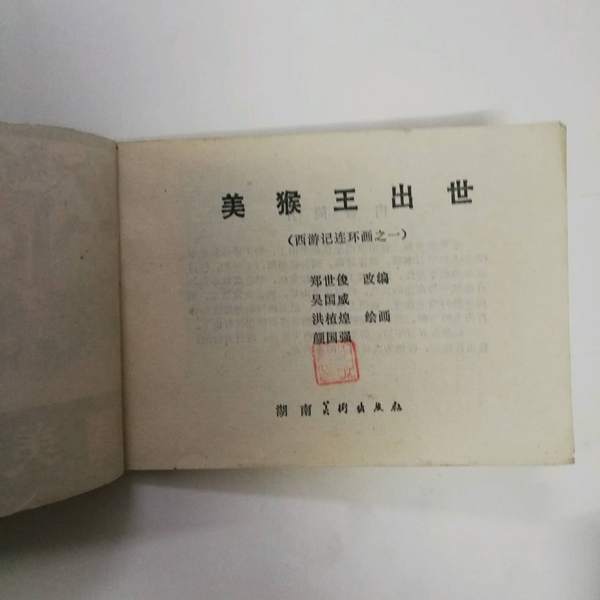 美猴王出世
(西游记连环画之一)
郑世俊 改编
吴国威
洪植煌 绘画
颜国强
湖南美术出版社
美